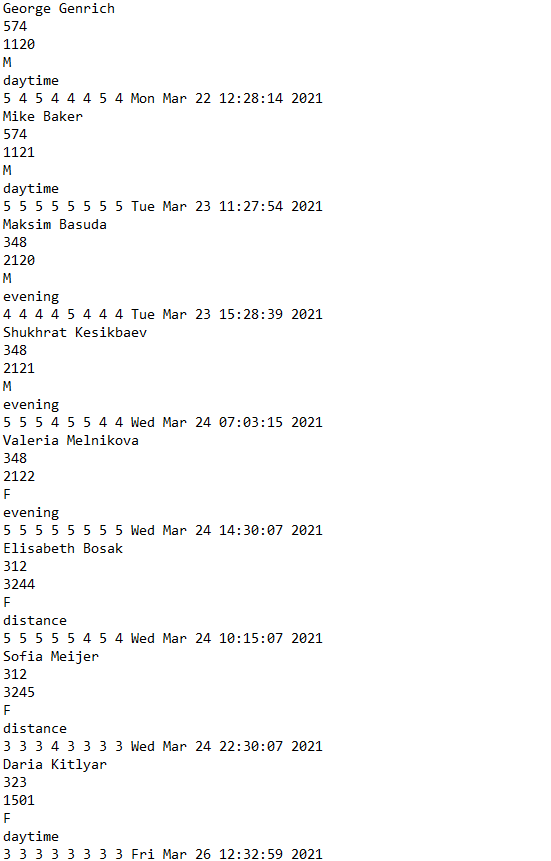 George Genrich
574
1120
M
daytime
5 4 5 4 4 4 5 4 Mon Mar 22 12:28:14 2021
Mike Baker
574
1121
M
daytime
5 5 5 5 5 5 5 5 Tue Mar 23 11:27:54 2021
Maksim Basuda
348
2120
M
evening
4 4 4 4 5 4 4 4 Tue Mar 23 15:28:39 2021
Shukhrat Kesikbaev
348
2121
M
evening
5 5 5 4 5 5 4 4 Wed Mar 24 07:03:15 2021
Valeria Melnikova
348
2122
F
evening
5 5 5 5 5 5 5 5 Wed Mar 24 14:30:07 2021
Elisabeth Bosak
312
3244
F
distance
5 5 5 5 5 4 5 4 Wed Mar 24 10:15:07 2021
Sofia Meijer
312
3245
F
distance
3 3 3 4 3 3 3 3 Wed Mar 24 22:30:07 2021
Daria Kitlyar
323
1501
F
daytime
3 3 3 3 3 3 3 3 Fri Mar 26 12:32:59 2021